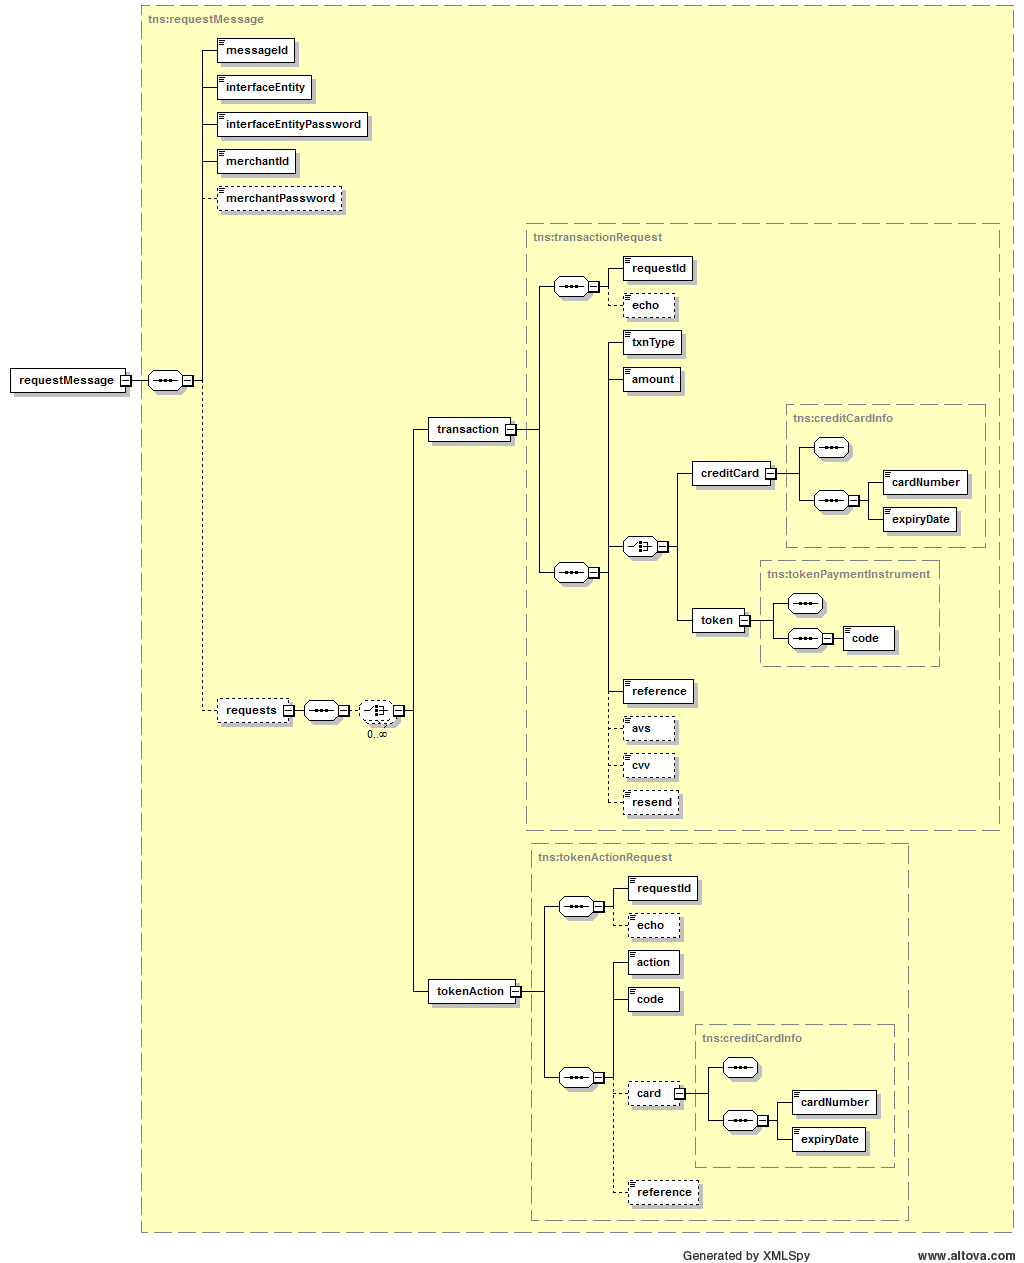 tns:requestMessage
messageId
interfaceEntity
interfaceEntityPassword
merchantId
merchantPassword
tns:transactionRequest
requestId
echo
txnType
amount
requestMessage
transaction
tns:creditCardInfo
creditCard
cardNumber
expiryDate
tns:tokenPaymentInstrument
token
code
reference
requests
0..∞
avs
cvv
resend
tns:tokenActionRequest
requestId
echo
action
tokenAction
code
tns:creditCardInfo
card
cardNumber
expiryDate
reference
Generated by XMLSpy
www.altova.com